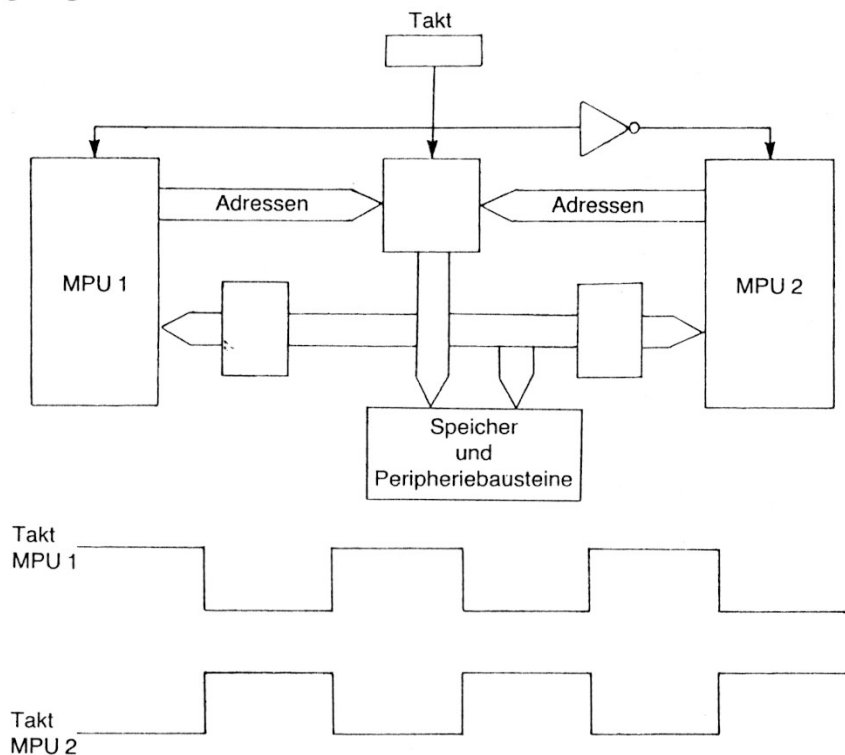 Takt
Adressen
Adressen
MPU 1
MPU 2
Speicher
und
Peripheriebausteine
Takt
MPU 1
Takt
MPU 2